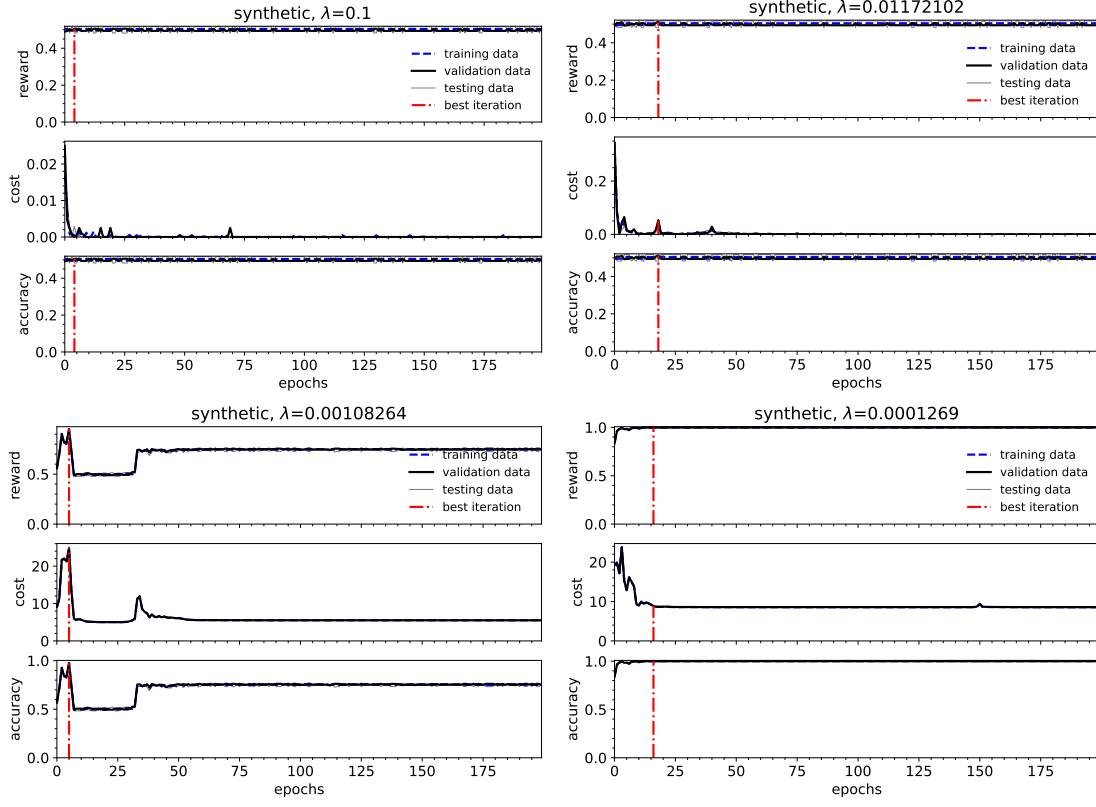 synthetic, λ=0.1
reward
0.4
0.2
0.0
training data
validation data
testing data
best iteration
cost
0.02
0.01
0.00
accuracy
0.4
0.2
0.0
0 25 50 75 100 125 150 175
epochs
synthetic, λ=0.01172102
reward
0.4
0.2
0.0
training data
validation data
testing data
best iteration
cost
0.2
0.0
accuracy
0.4
0.2
0.0
0 25 50 75 100 125 150 175
epochs
synthetic, λ=0.00108264
reward
0.5
0.0
training data
validation data
testing data
best iteration
cost
20
10
0
accuracy
1.0
0.5
0.0
0 25 50 75 100 125 150 175
epochs
synthetic, λ=0.0001269
reward
1.0
0.5
0.0
training data
validation data
testing data
best iteration
cost
20
10
0
accuracy
1.0
0.5
0.0
0 25 50 75 100 125 150 175
epochs